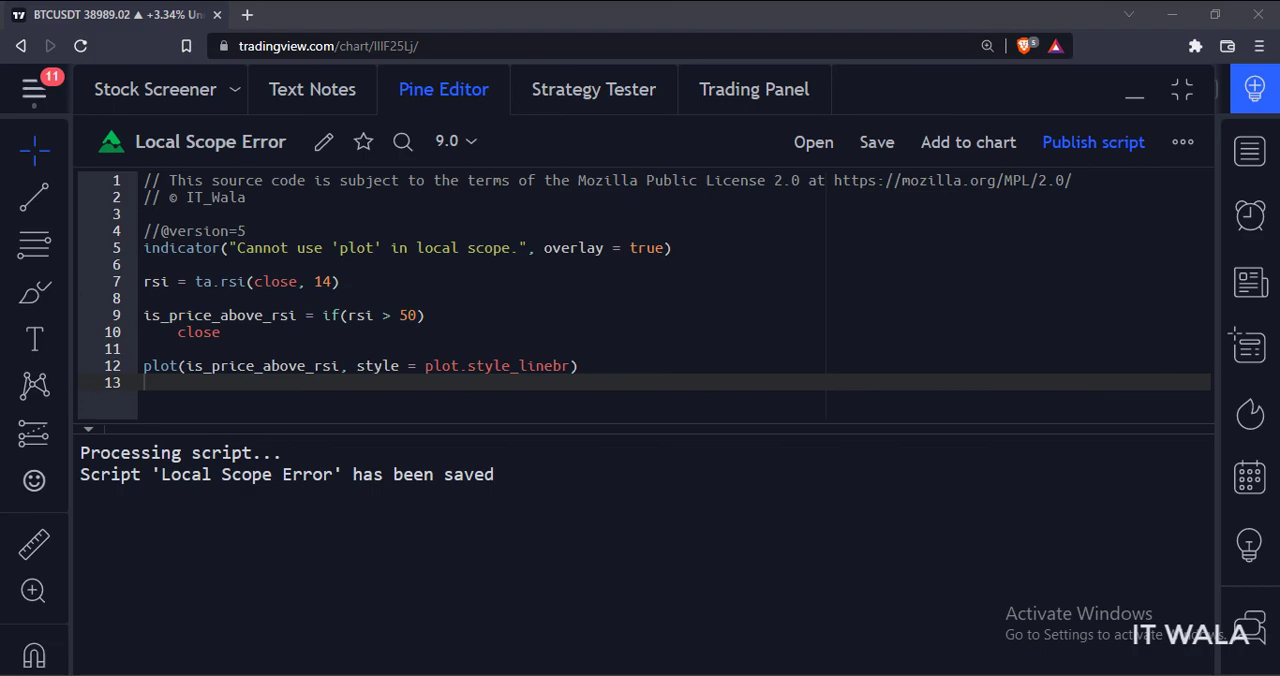 BTCUSDT 38989.02 ▲ +3.34% Un
tradingview.com/chart/IIIF25Lj/
5
11
Stock Screener
Text Notes
Pine Editor
Strategy Tester
Trading Panel
Local Scope Error
9.0
Open
Save
Add to chart
Publish script
1 // This source code is subject to the terms of the Mozilla Public License 2.0 at https://mozilla.org/MPL/2.0/
2 // © IT_Wala
3
4 //@version=5
5 indicator("Cannot use 'plot' in local scope.", overlay = true)
6
7 rsi = ta.rsi(close, 14)
8
9 is_price_above_rsi = if(rsi > 50)
10     close
11
12 plot(is_price_above_rsi, style = plot.style_linebr)
13
Processing script...
Script 'Local Scope Error' has been saved
Activate Windows
Go to Settings to activate Windows.
IT WALA